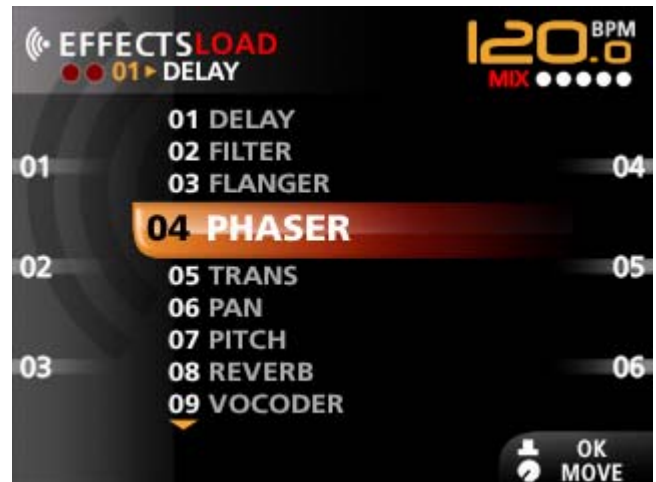 EFFECTSLOAD
01 DELAY
120.0 BPM
MIX
01 DELAY
02 FILTER
03 FLANGER
04 PHASER
05 TRANS
06 PAN
07 PITCH
08 REVERB
09 VOCODER
01
02
03
04
05
06
OK
MOVE